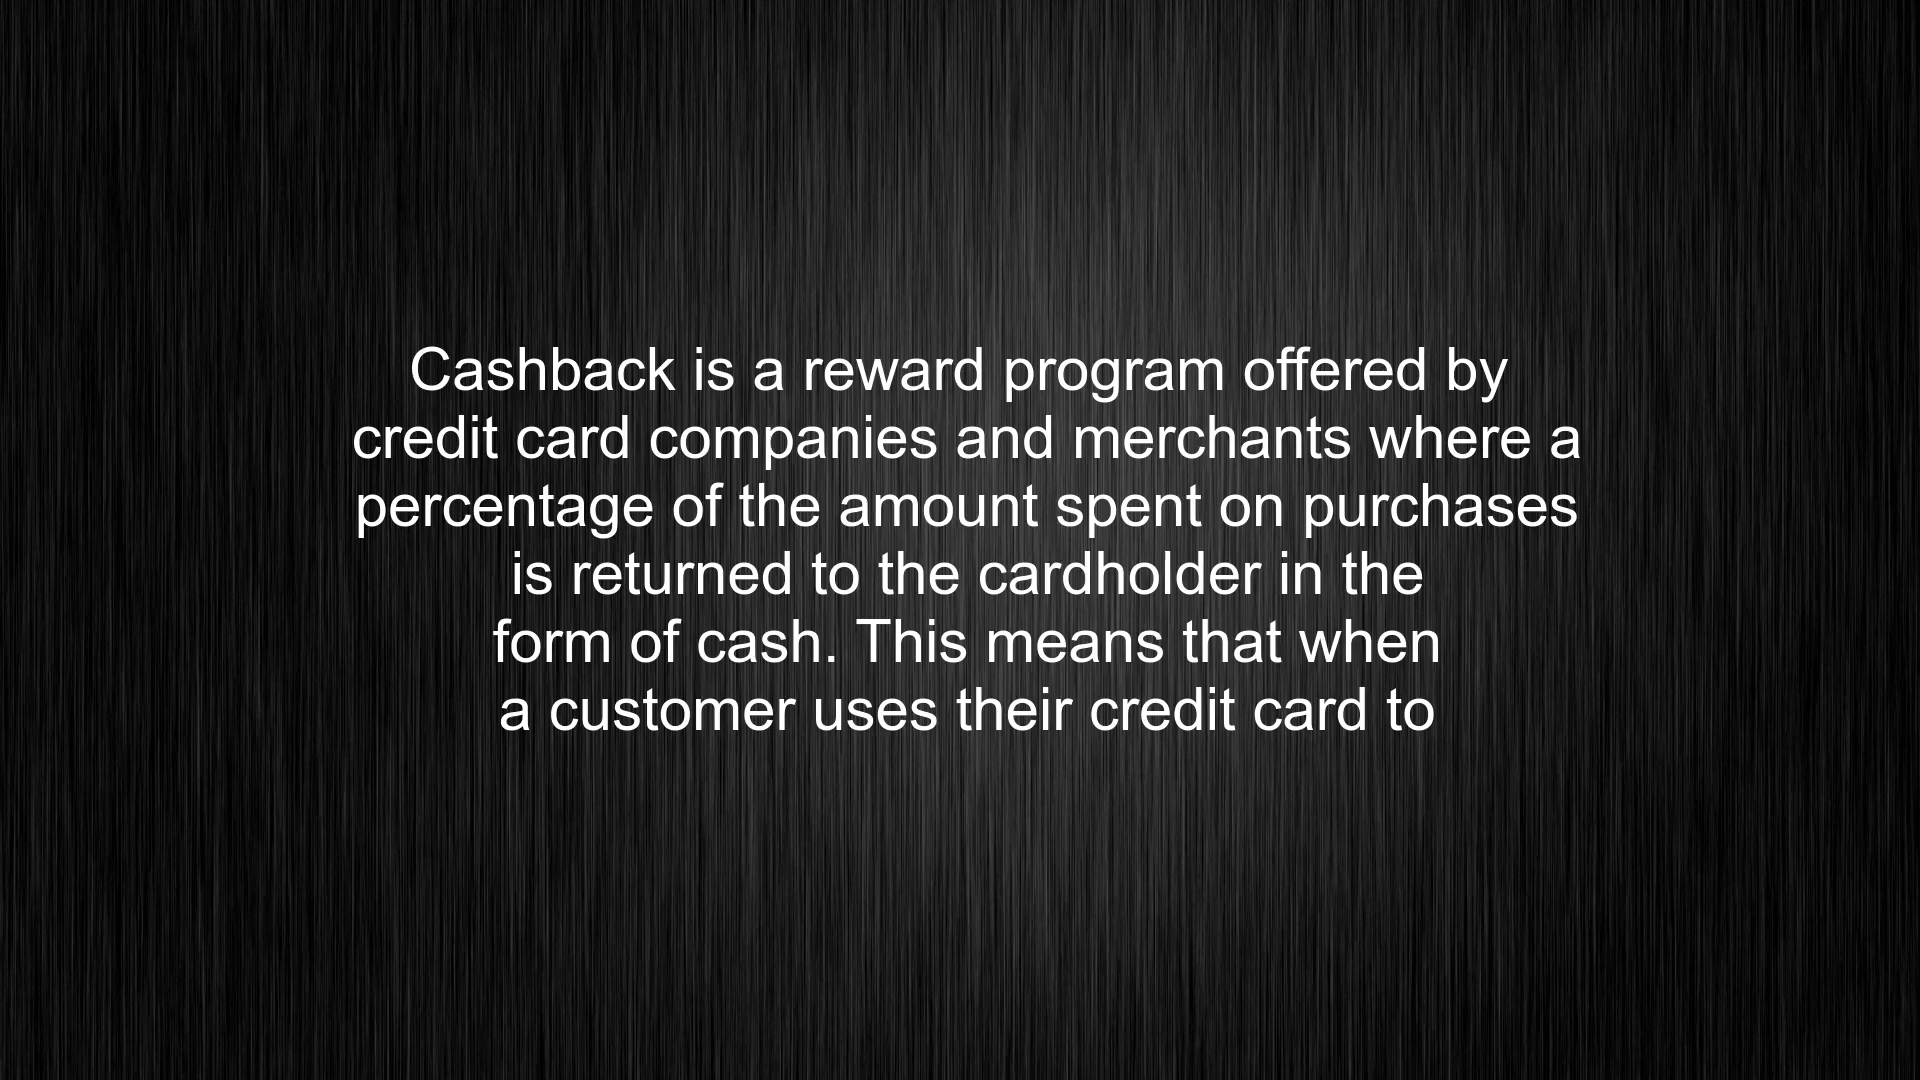 Cashback is a reward program offered by
credit card companies and merchants where a
percentage of the amount spent on purchases
is returned to the cardholder in the
form of cash. This means that when
a customer uses their credit card to